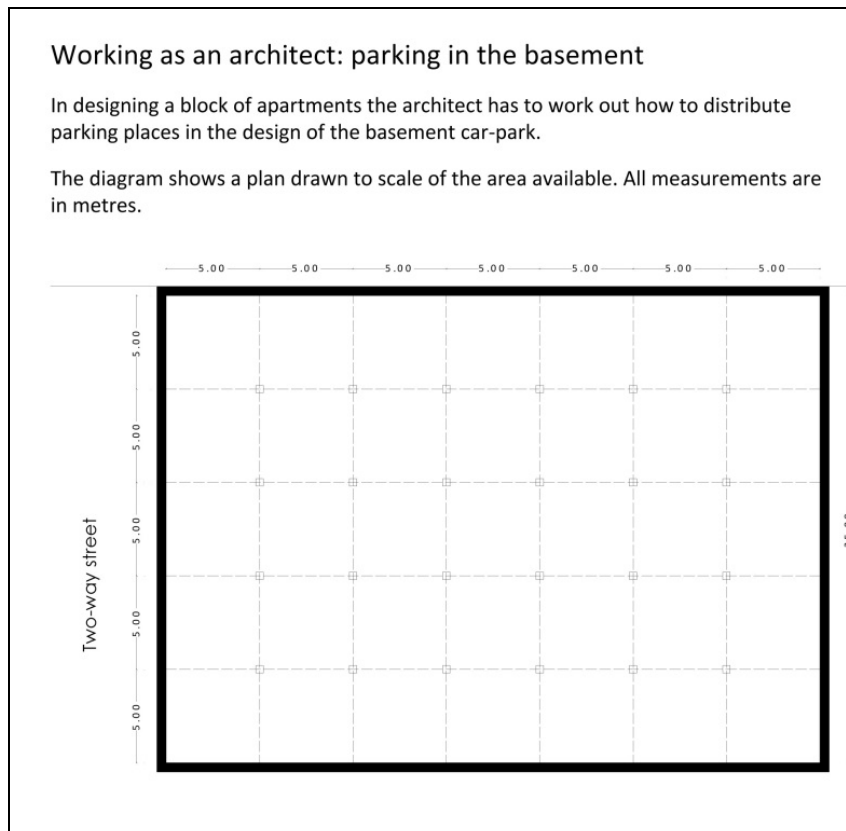 Working as an architect: parking in the basement
In designing a block of apartments the architect has to work out how to distribute
parking places in the design of the basement car-park.
The diagram shows a plan drawn to scale of the area available. All measurements are
in metres.
5.00 5.00 5.00 5.00 5.00 5.00 5.00
5.00
5.00
5.00
5.00
5.00
Two-way street